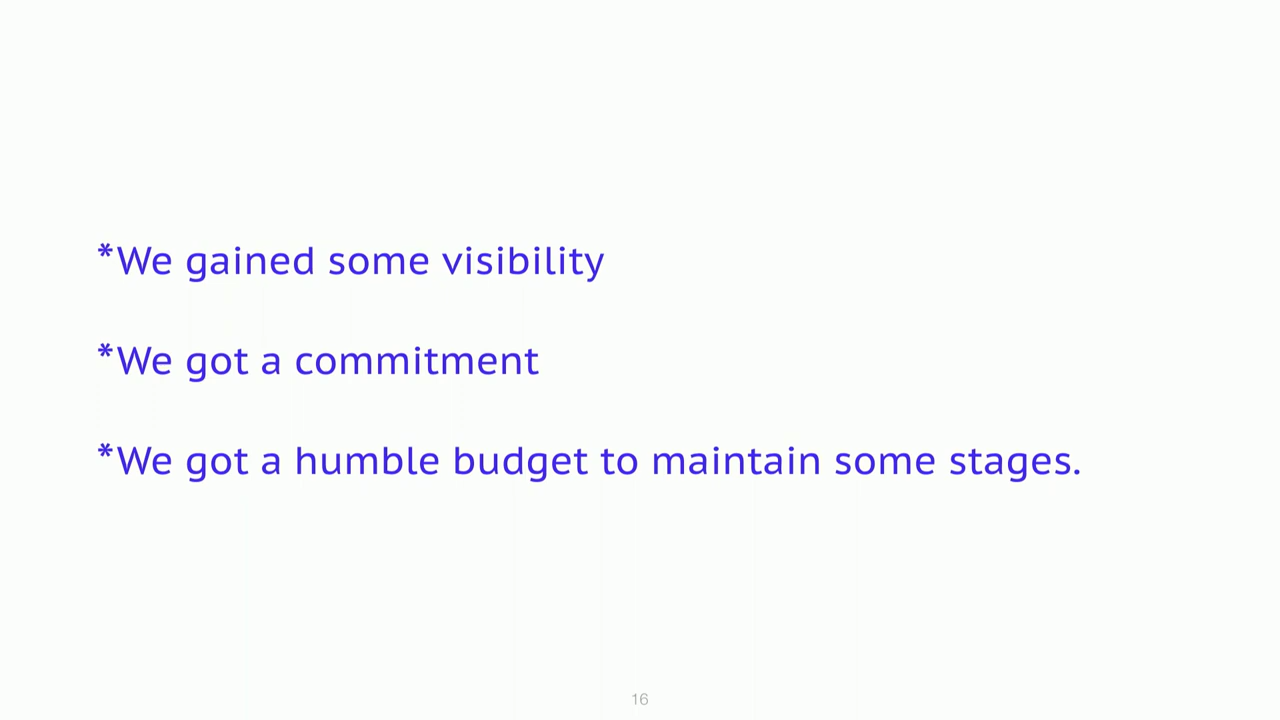 *We gained some visibility
*We got a commitment
*We got a humble budget to maintain some stages.
16